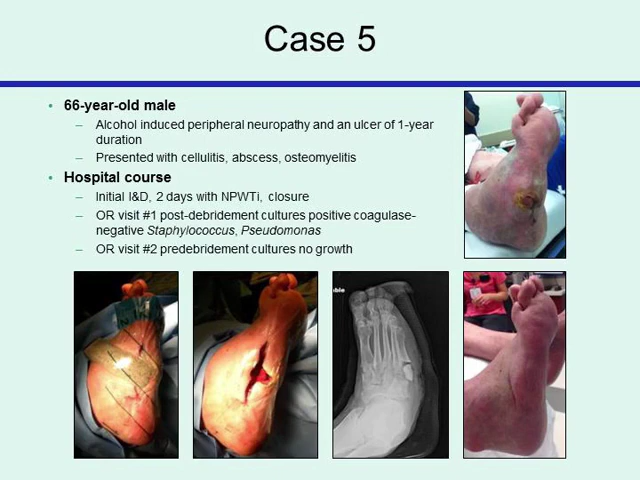 Case 5
• 66-year-old male
– Alcohol induced peripheral neuropathy and an ulcer of 1-year
duration
– Presented with cellulitis, abscess, osteomyelitis
• Hospital course
– Initial I&D, 2 days with NPWTi, closure
– OR visit #1 post-debridement cultures positive coagulase-
negative Staphylococcus, Pseudomonas
– OR visit #2 predebridement cultures no growth